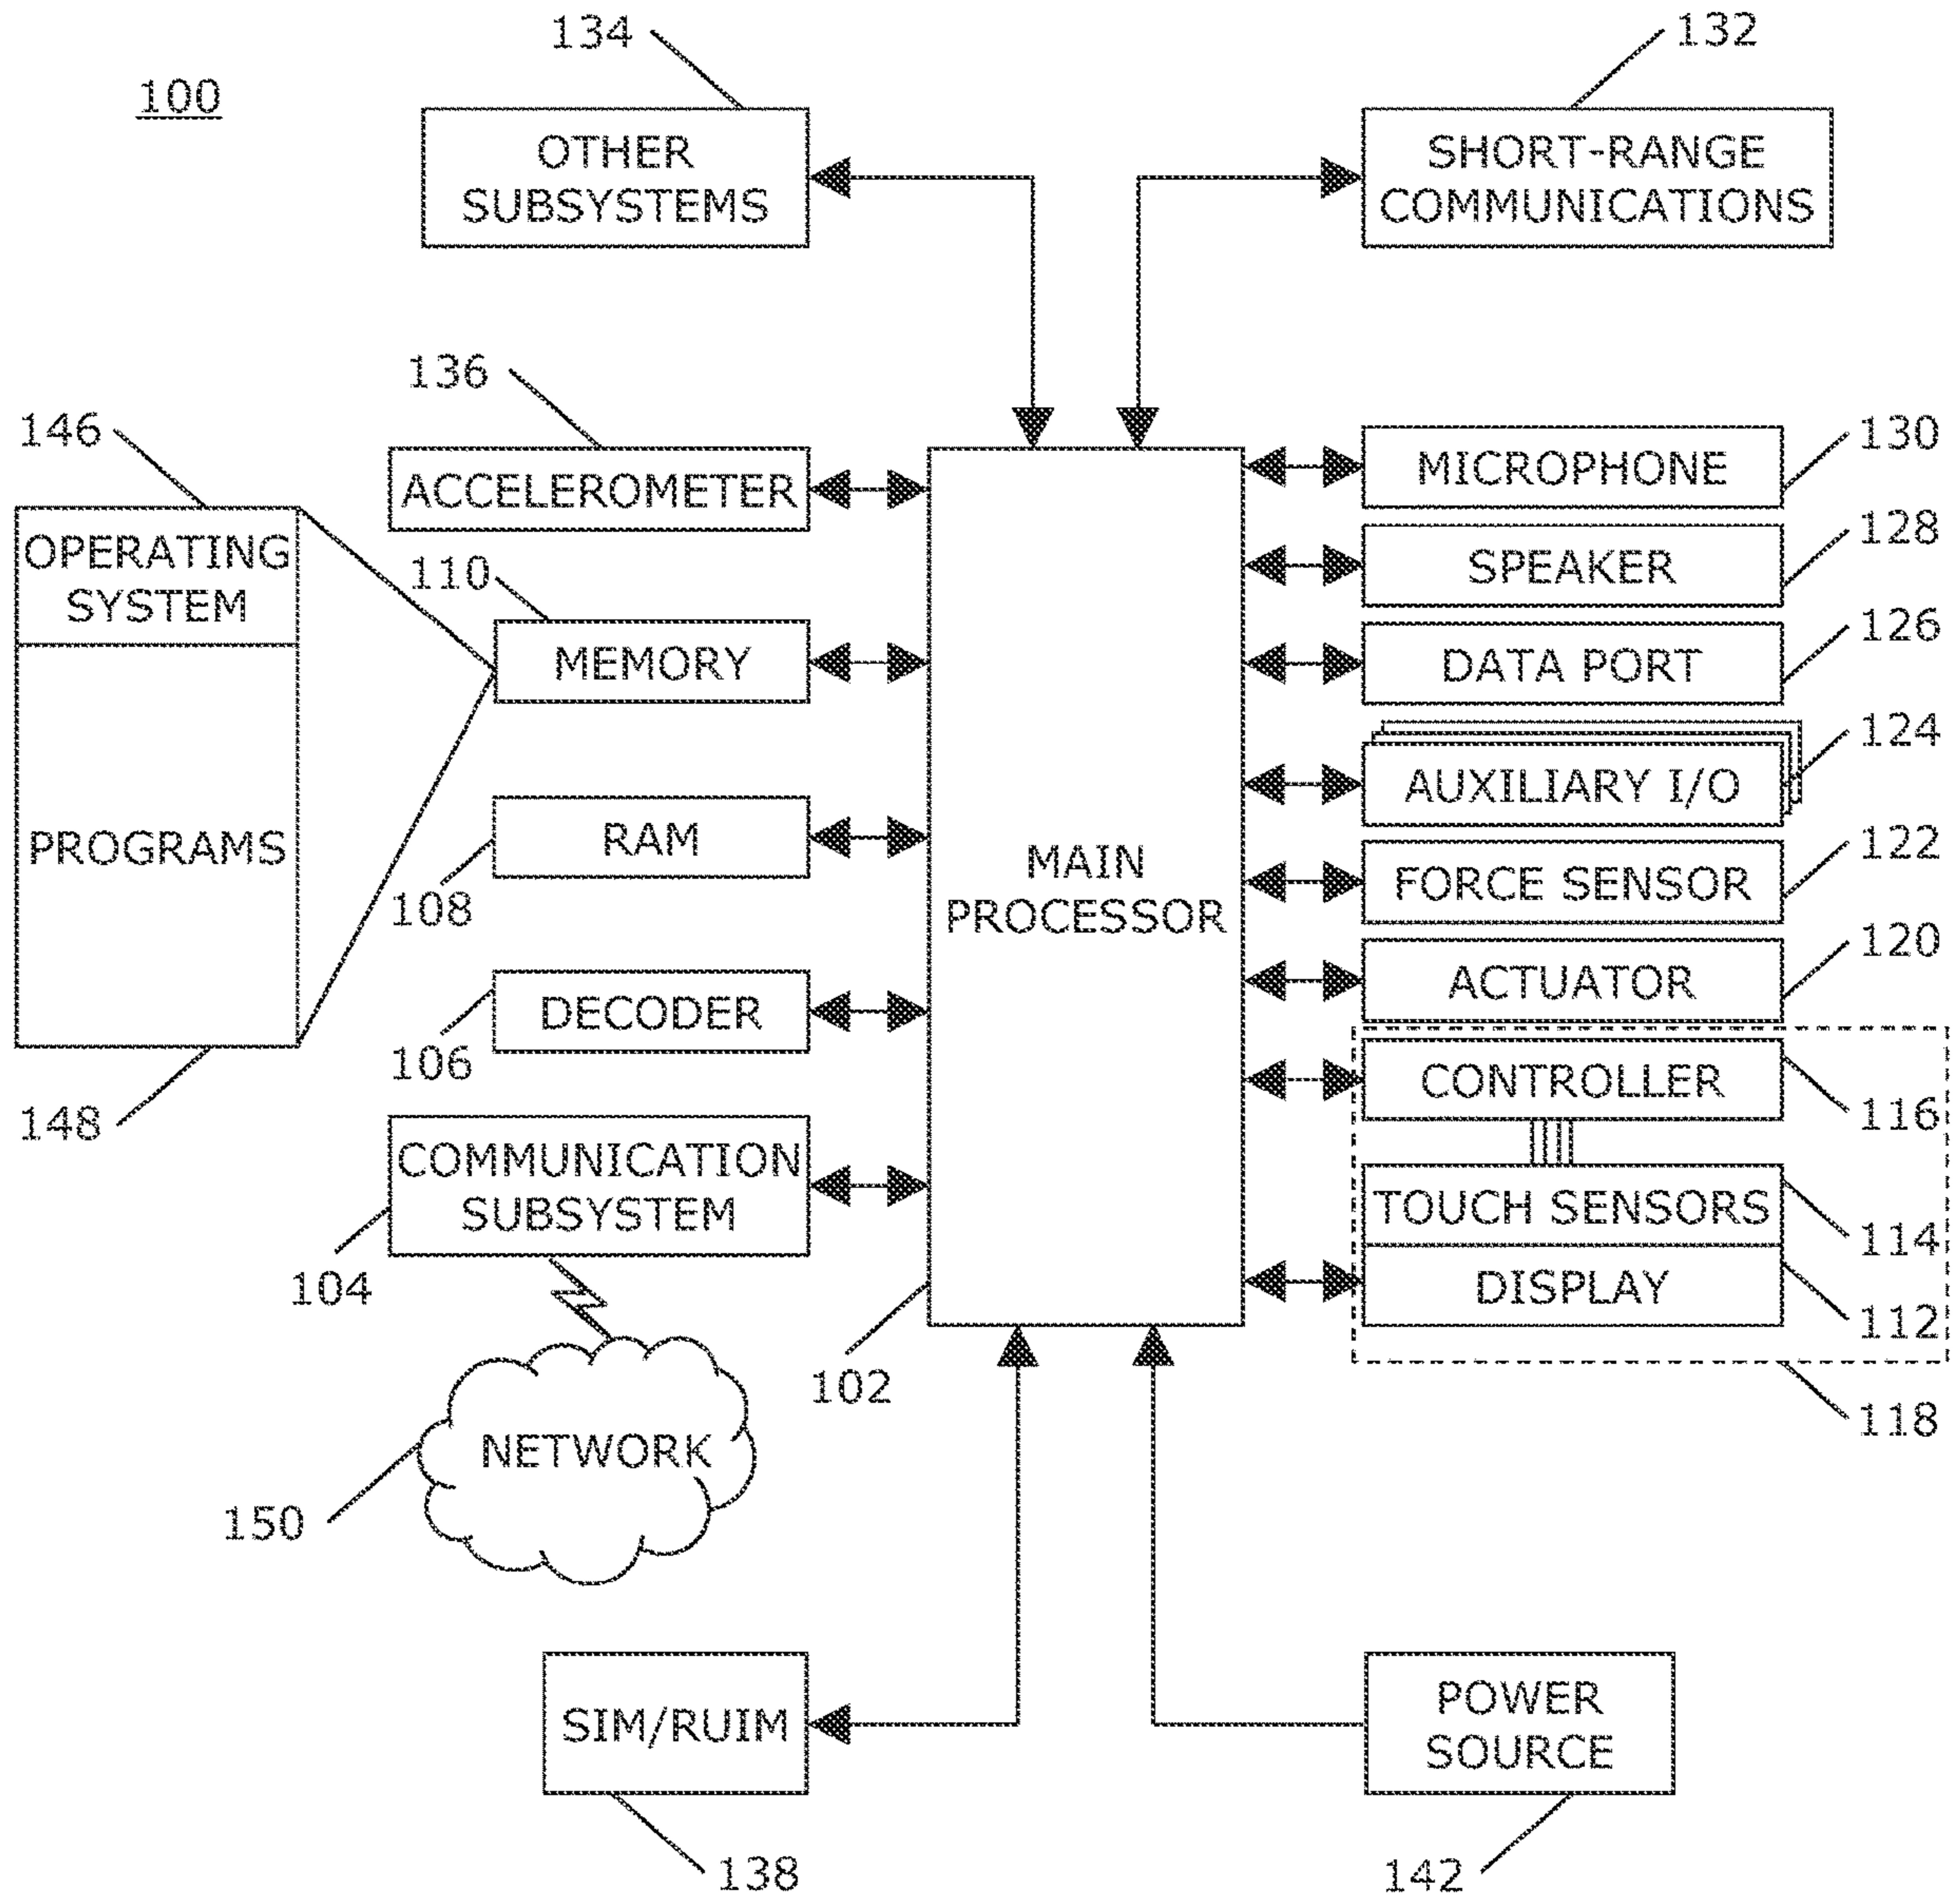 134
132
100
OTHER
SUBSYSTEMS
SHORT-RANGE
COMMUNICATIONS
136
146
ACCELEROMETER
MICROPHONE
130
OPERATING
SYSTEM
110
SPEAKER
128
MEMORY
DATA PORT
126
PROGRAMS
AUXILIARY I/O
124
RAM
108
MAIN
PROCESSOR
FORCE SENSOR
122
DECODER
106
ACTUATOR
120
148
CONTROLLER
116
COMMUNICATION
SUBSYSTEM
104
TOUCH SENSORS
114
DISPLAY
112
102
118
NETWORK
150
SIM/RUIM
POWER
SOURCE
138
142